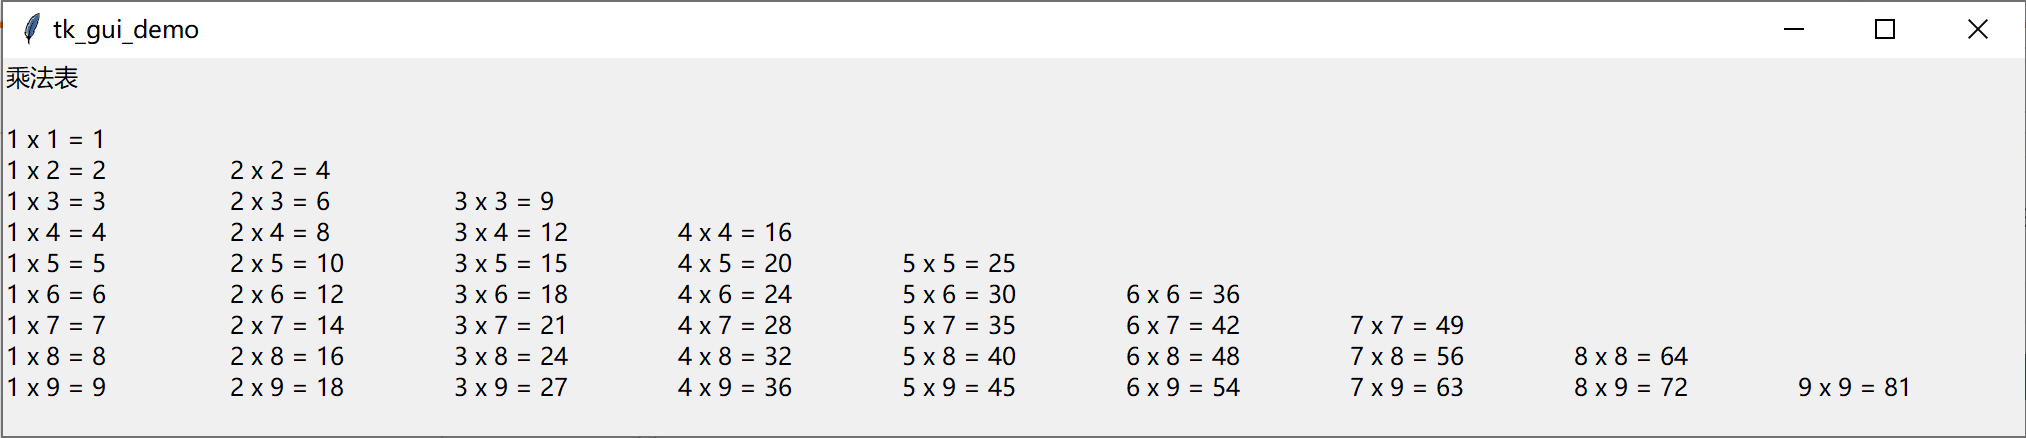 tk_gui_demo
乘法表
1 x 1 = 1
1 x 2 = 2 2 x 2 = 4
1 x 3 = 3 2 x 3 = 6 3 x 3 = 9
1 x 4 = 4 2 x 4 = 8 3 x 4 = 12 4 x 4 = 16
1 x 5 = 5 2 x 5 = 10 3 x 5 = 15 4 x 5 = 20 5 x 5 = 25
1 x 6 = 6 2 x 6 = 12 3 x 6 = 18 4 x 6 = 24 5 x 6 = 30 6 x 6 = 36
1 x 7 = 7 2 x 7 = 14 3 x 7 = 21 4 x 7 = 28 5 x 7 = 35 6 x 7 = 42 7 x 7 = 49
1 x 8 = 8 2 x 8 = 16 3 x 8 = 24 4 x 8 = 32 5 x 8 = 40 6 x 8 = 48 7 x 8 = 56 8 x 8 = 64
1 x 9 = 9 2 x 9 = 18 3 x 9 = 27 4 x 9 = 36 5 x 9 = 45 6 x 9 = 54 7 x 9 = 63 8 x 9 = 72 9 x 9 = 81